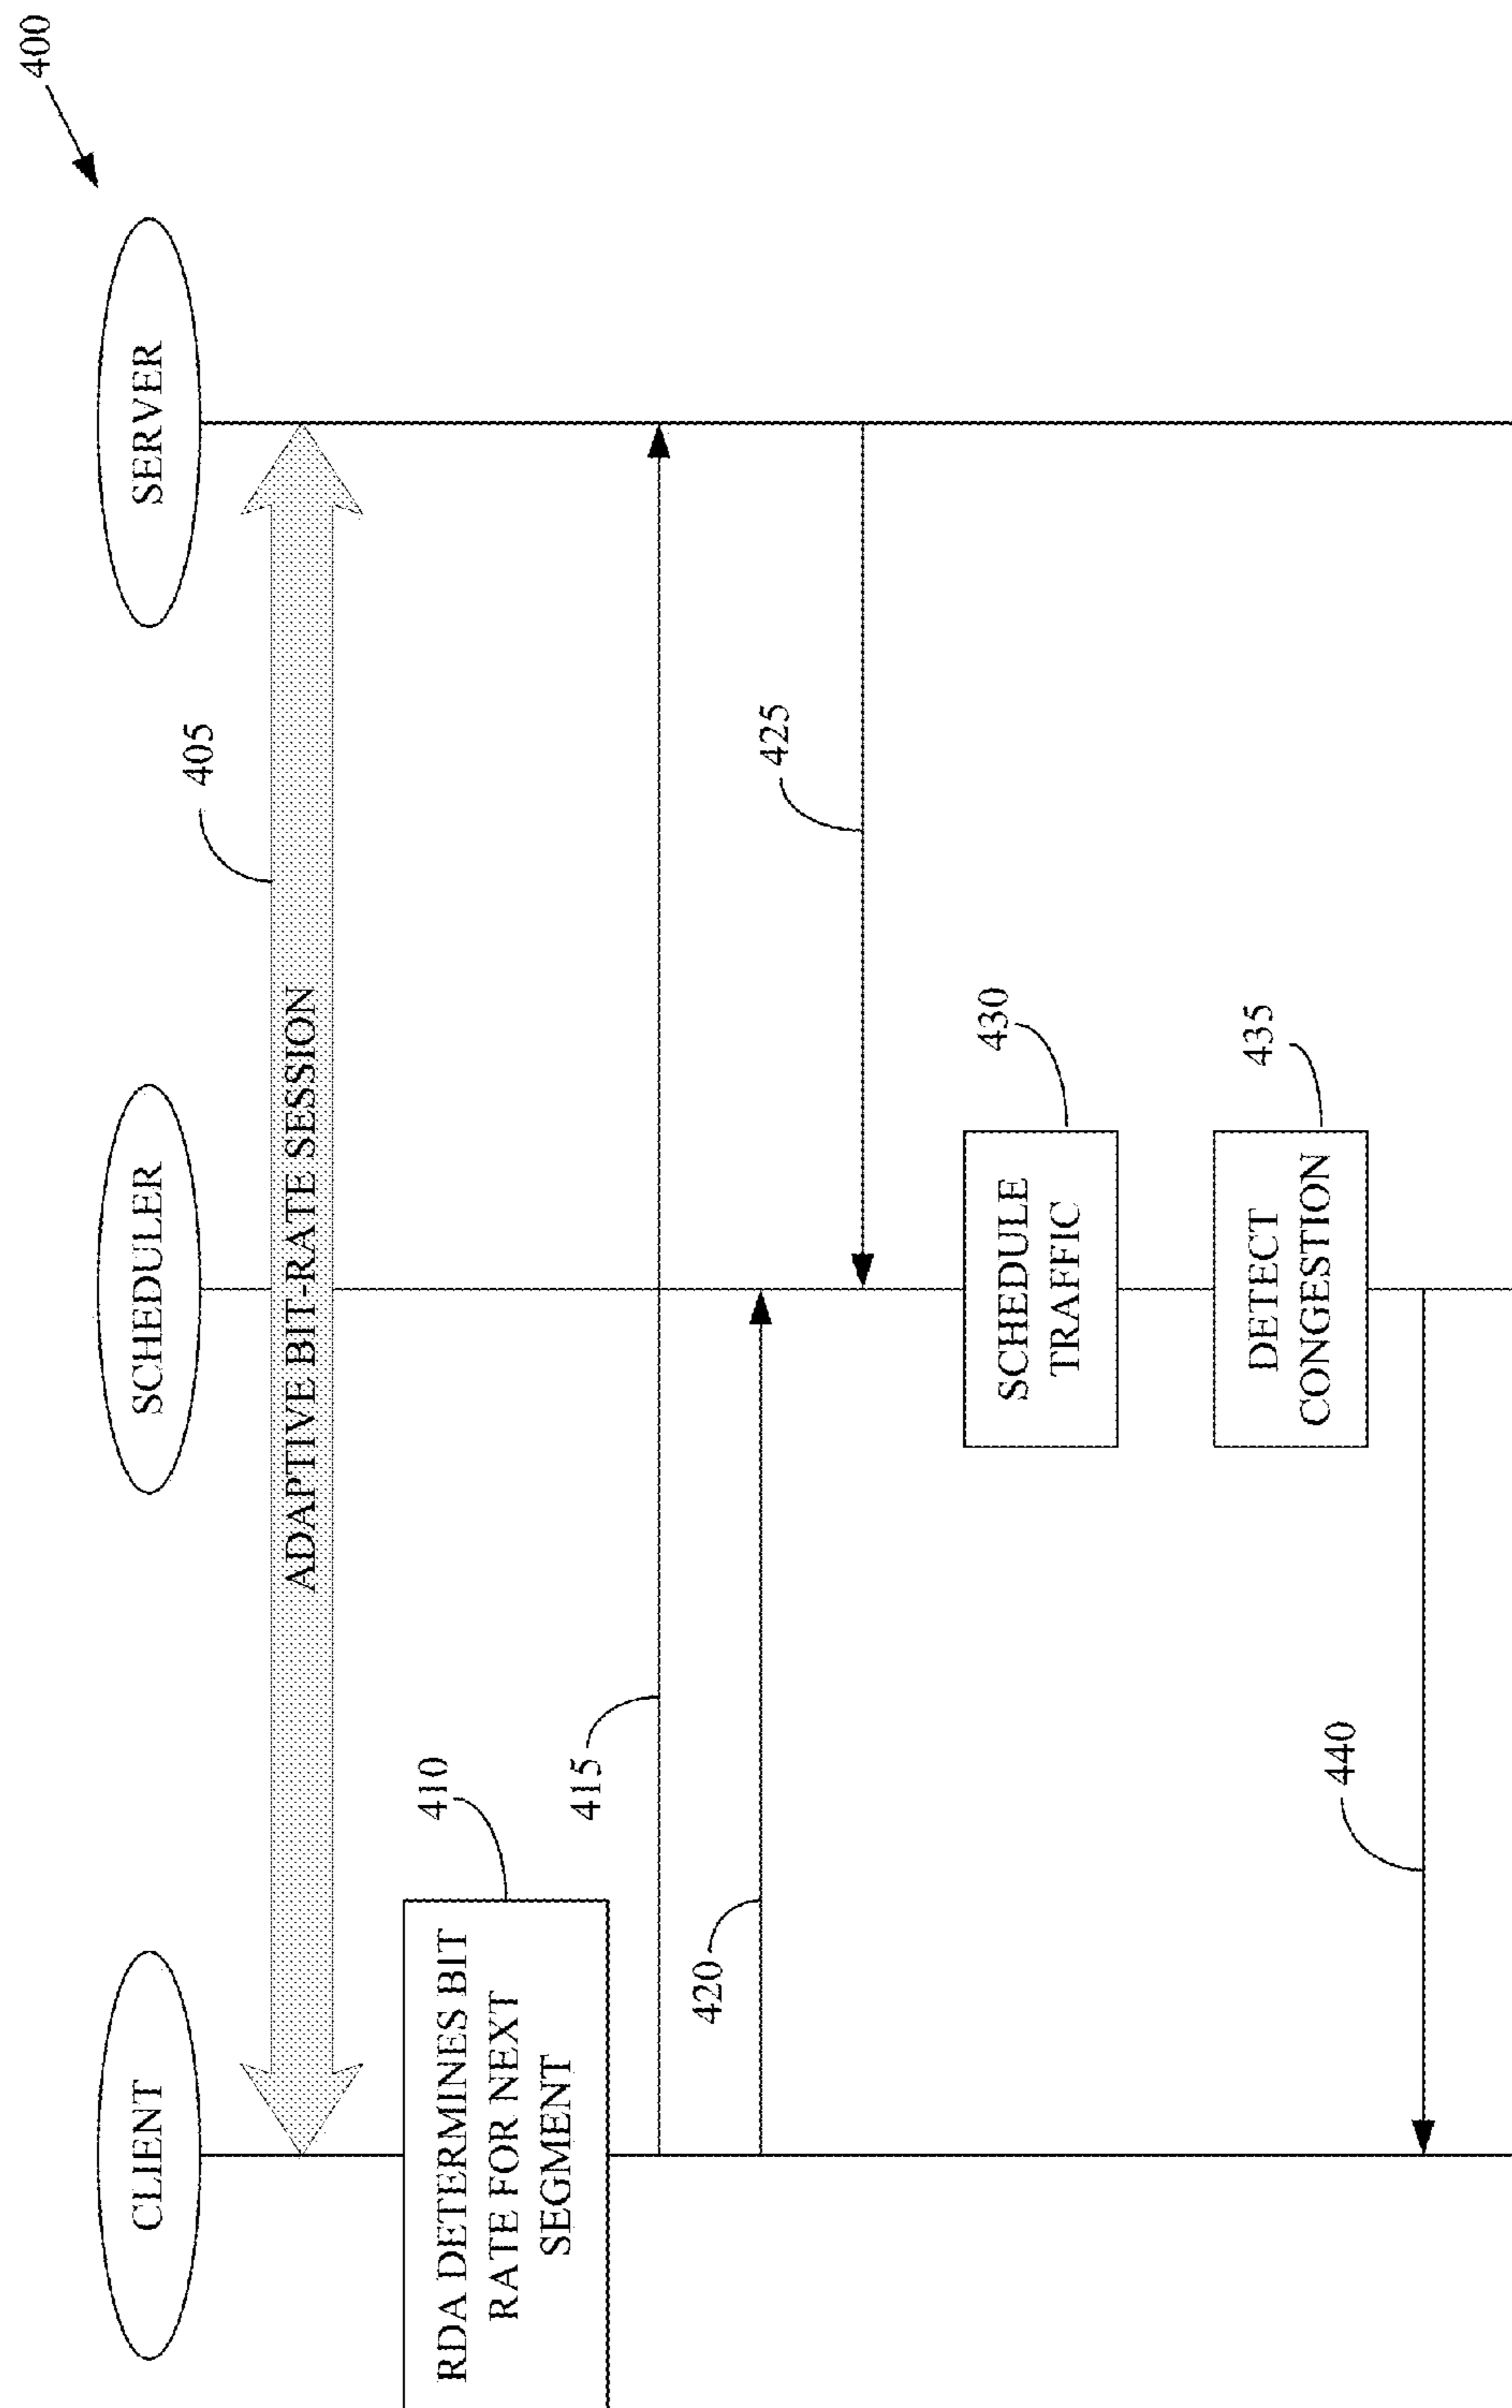 400
CLIENT
SCHEDULER
SERVER
405
ADAPTIVE BIT-RATE SESSION
410
RDA DETERMINES BIT
RATE FOR NEXT
SEGMENT
415
420
425
430
SCHEDULE
TRAFFIC
435
DETECT
CONGESTION
440